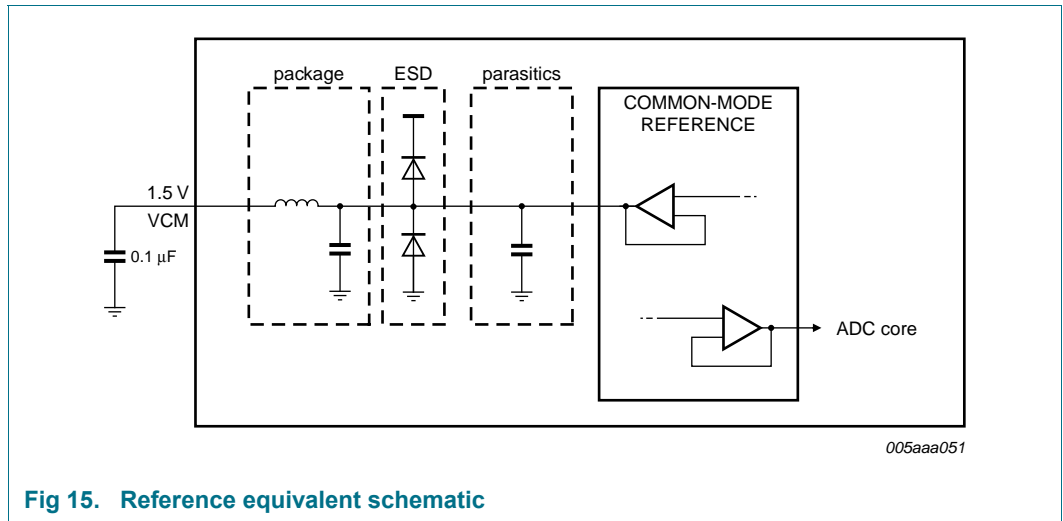 package ESD parasitics
COMMON-MODE
REFERENCE
1.5 V
VCM
0.1 μF
ADC core
005aaa051
Fig 15. Reference equivalent schematic